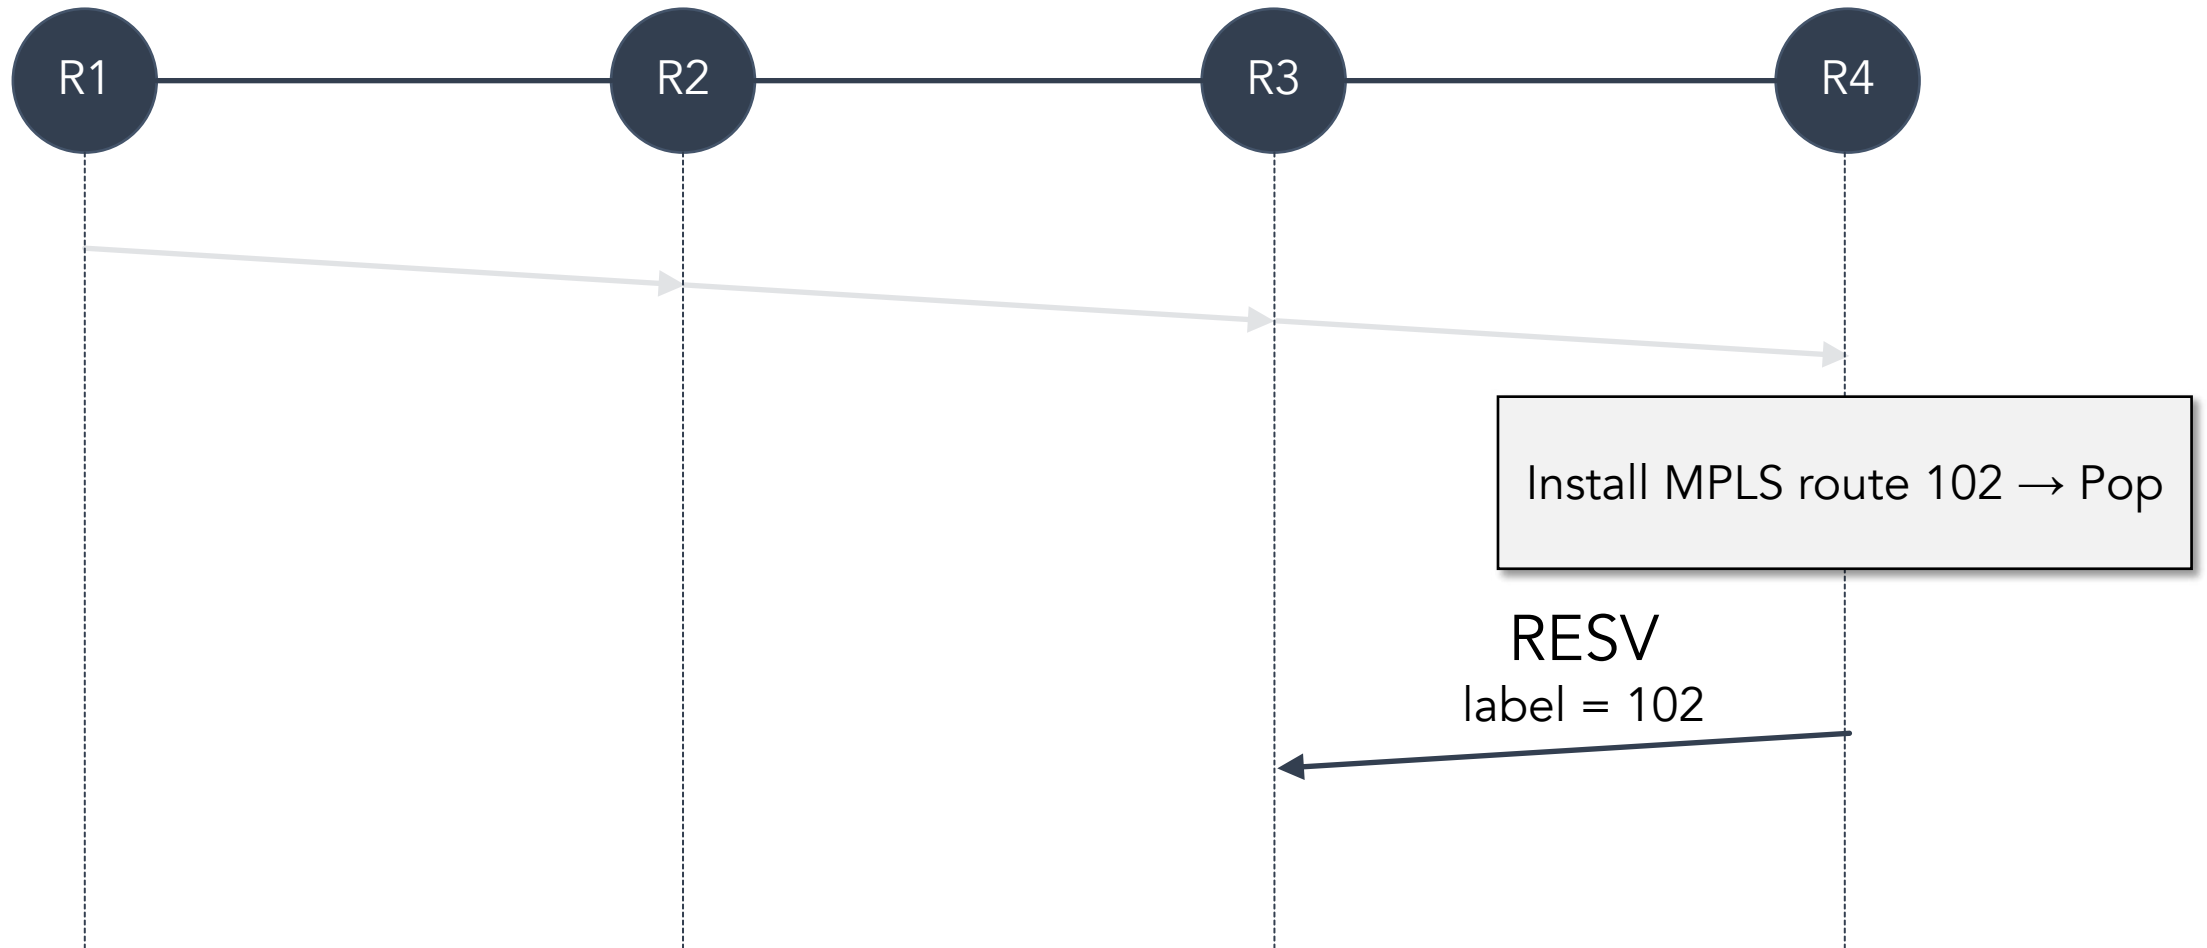 R1
R2
R3
R4
Install MPLS route 102 → Pop
RESV
label = 102